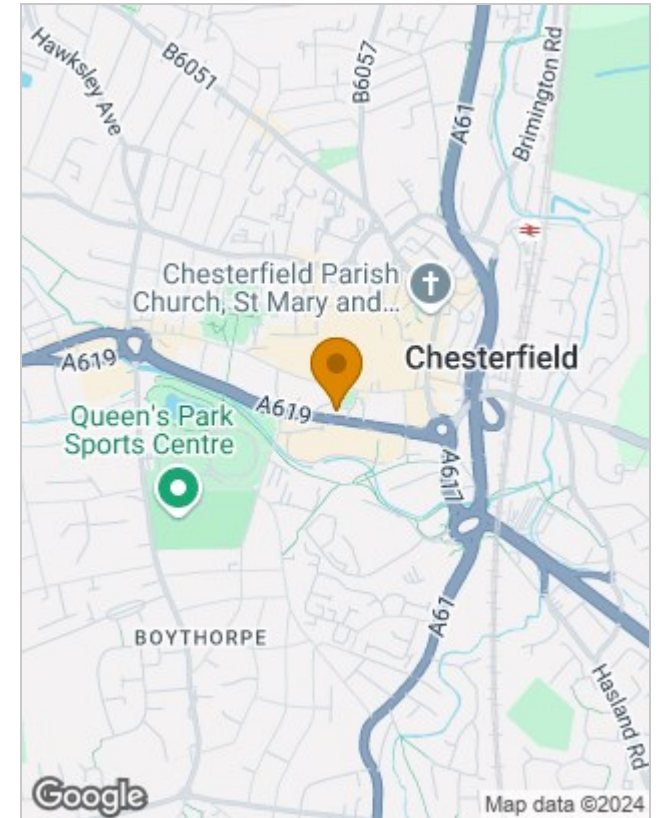 Hawksley Ave
B6051
B6057
A61
Brimington Rd
Chesterfield Parish
Church, St Mary and...
Chesterfield
A619
A619
Queen's Park
Sports Centre
A617
A61
BOYTHORPE
Hasland Rd
Google
Map data ©2024